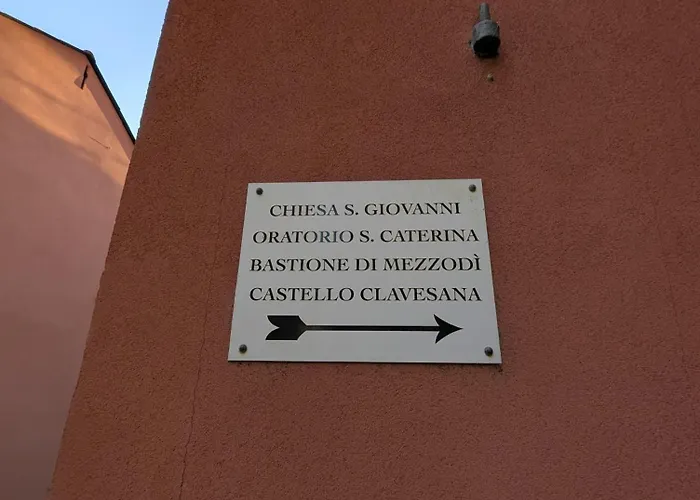 CHIESA S. GIOVANNI
ORATORIO S. CATERINA
BASTIONE DI MEZZODÌ
CASTELLO CLAVESANA